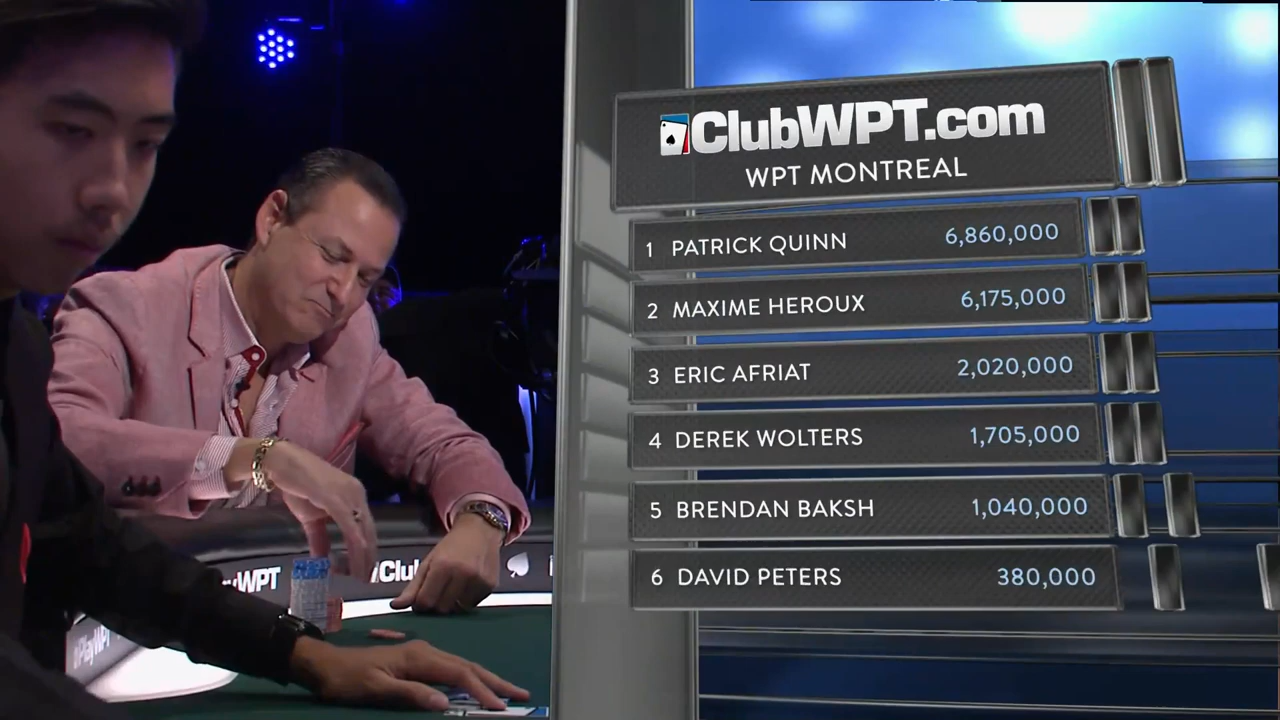 ClubWPT.com
WPT MONTREAL
1 PATRICK QUINN 6,860,000
2 MAXIME HEROUX 6,175,000
3 ERIC AFRIAT 2,020,000
4 DEREK WOLTERS 1,705,000
5 BRENDAN BAKSH 1,040,000
6 DAVID PETERS 380,000